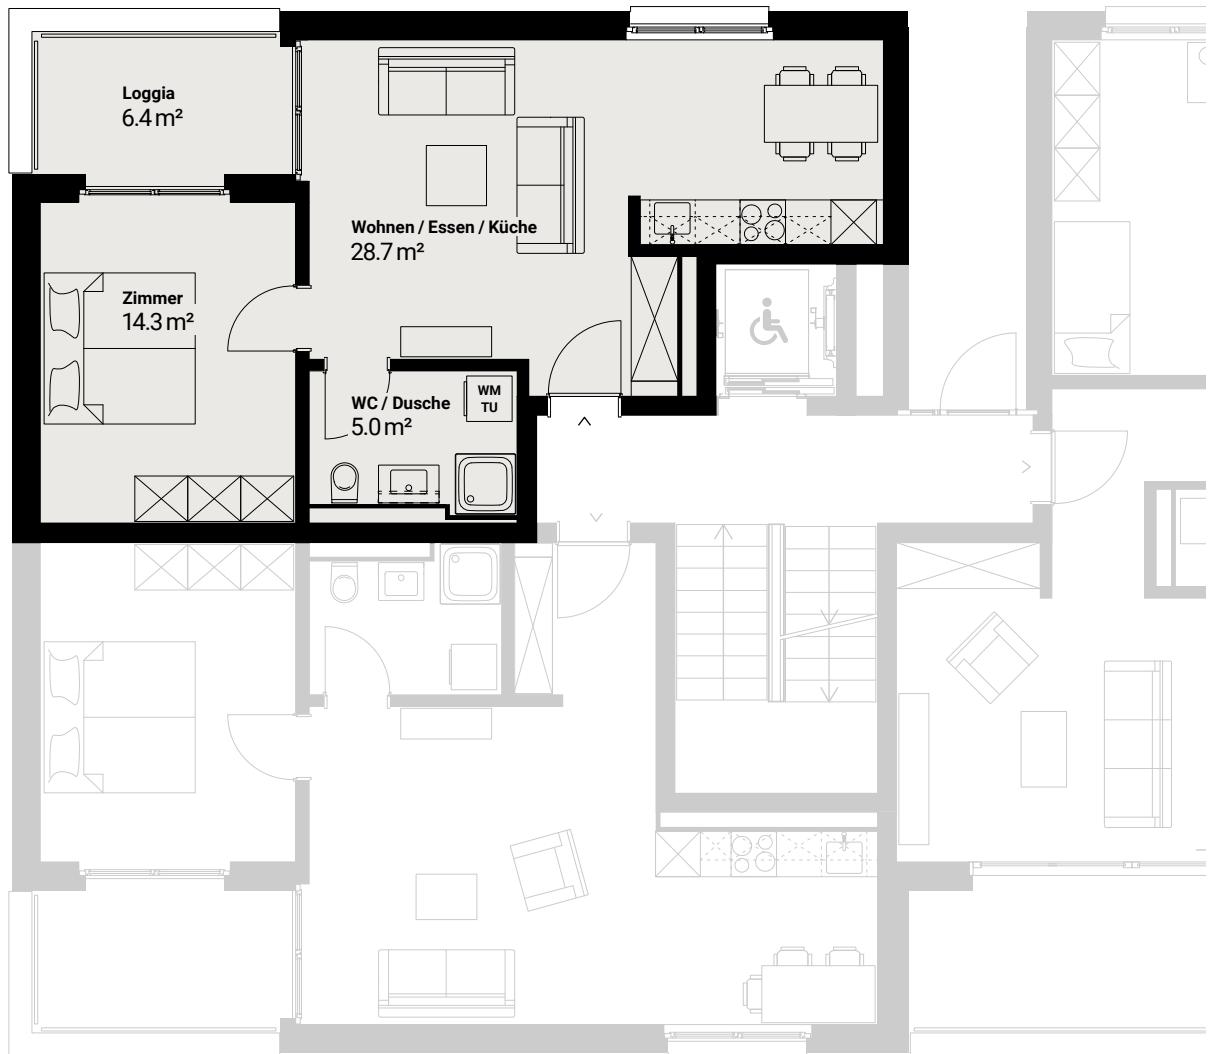 Loggia
6.4 m²
Wohnen / Essen / Küche
28.7 m²
Zimmer
14.3 m²
WC / Dusche
5.0 m²
WM
TU